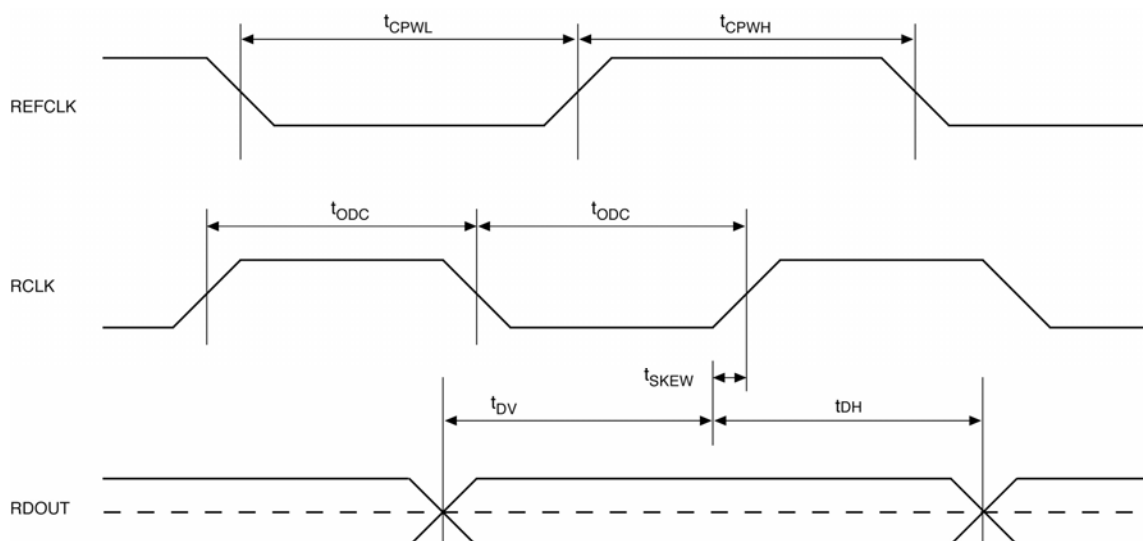 tCPWL tCPWH
REFCLK
tODC tODC
RCLK
tSKEW
tDV tDH
RDOUT